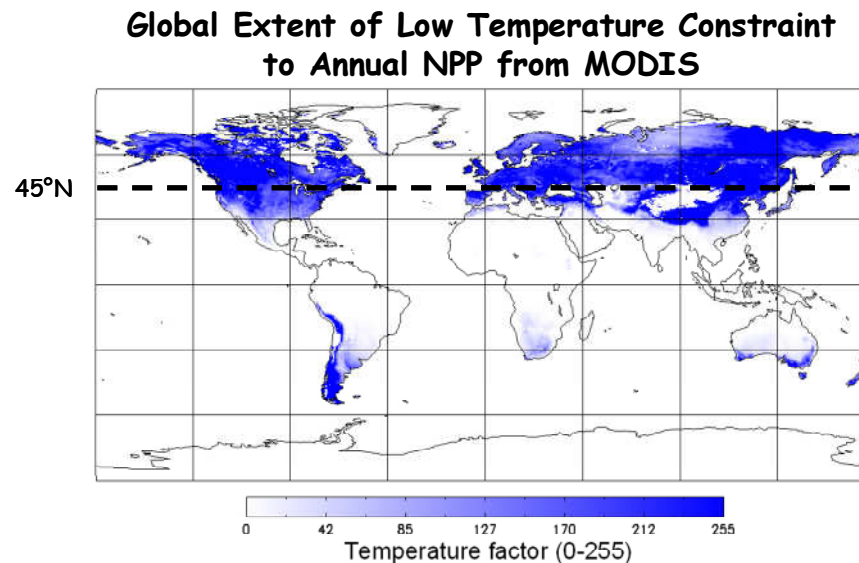 Global Extent of Low Temperature Constraint
to Annual NPP from MODIS
45°N
0 42 85 127 170 212 255
Temperature factor (0-255)